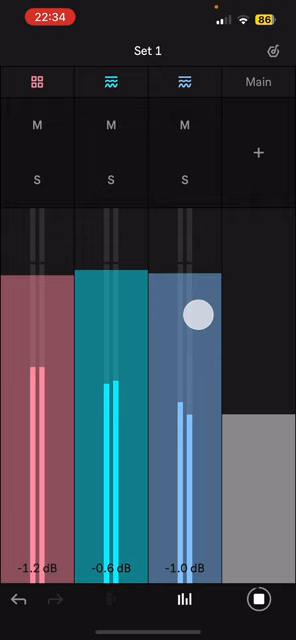 22:34
86
Set 1
Main
M
M
M
+
S
S
S
-1.2 dB
-0.6 dB
-1.0 dB